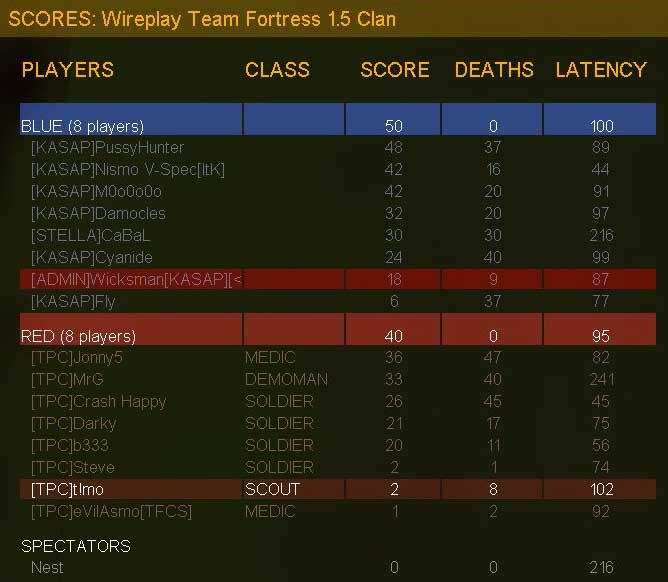 SCORES: Wireplay Team Fortress 1.5 Clan
PLAYERS CLASS SCORE DEATHS LATENCY
BLUE (8 players) 50 0 100
[KASAP]PussyHunter 48 37 89
[KASAP]Nismo V-Spec[ItK] 42 16 44
[KASAP]M0o0o0o 42 20 91
[KASAP]Damocles 32 20 97
[STELLA]CaBaL 30 30 216
[KASAP]Cyanide 24 40 99
[ADMIN]Wicksman[KASAP][< 18 9 87
[KASAP]Fly 6 37 77
RED (8 players) 40 0 95
[TPC]Jonny5 MEDIC 36 47 82
[TPC]MrG DEMOMAN 33 40 241
[TPC]Crash Happy SOLDIER 26 45 45
[TPC]Darky SOLDIER 21 17 75
[TPC]b333 SOLDIER 20 11 56
[TPC]Steve SOLDIER 2 1 74
[TPC]t!mo SCOUT 2 8 102
[TPC]eVilAsmo[TFCS] MEDIC 1 2 92
SPECTATORS
Nest 0 0 216